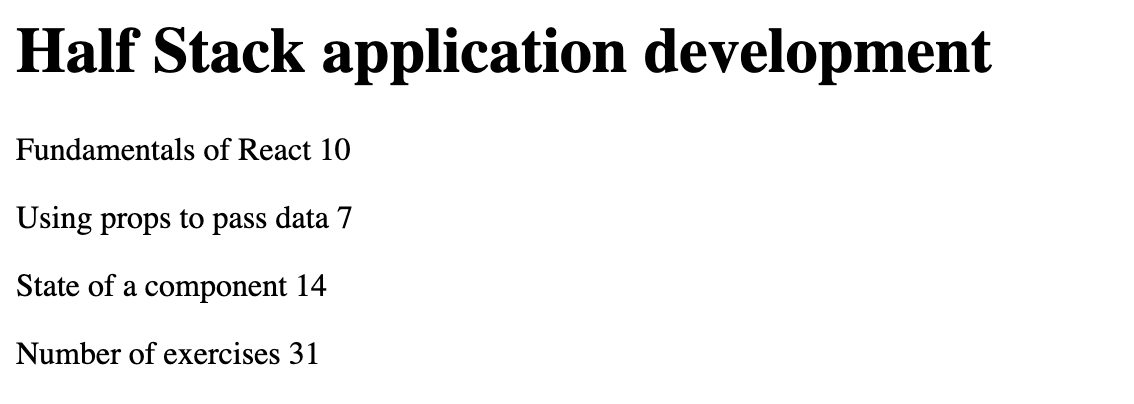 Half Stack application development
Fundamentals of React 10
Using props to pass data 7
State of a component 14
Number of exercises 31